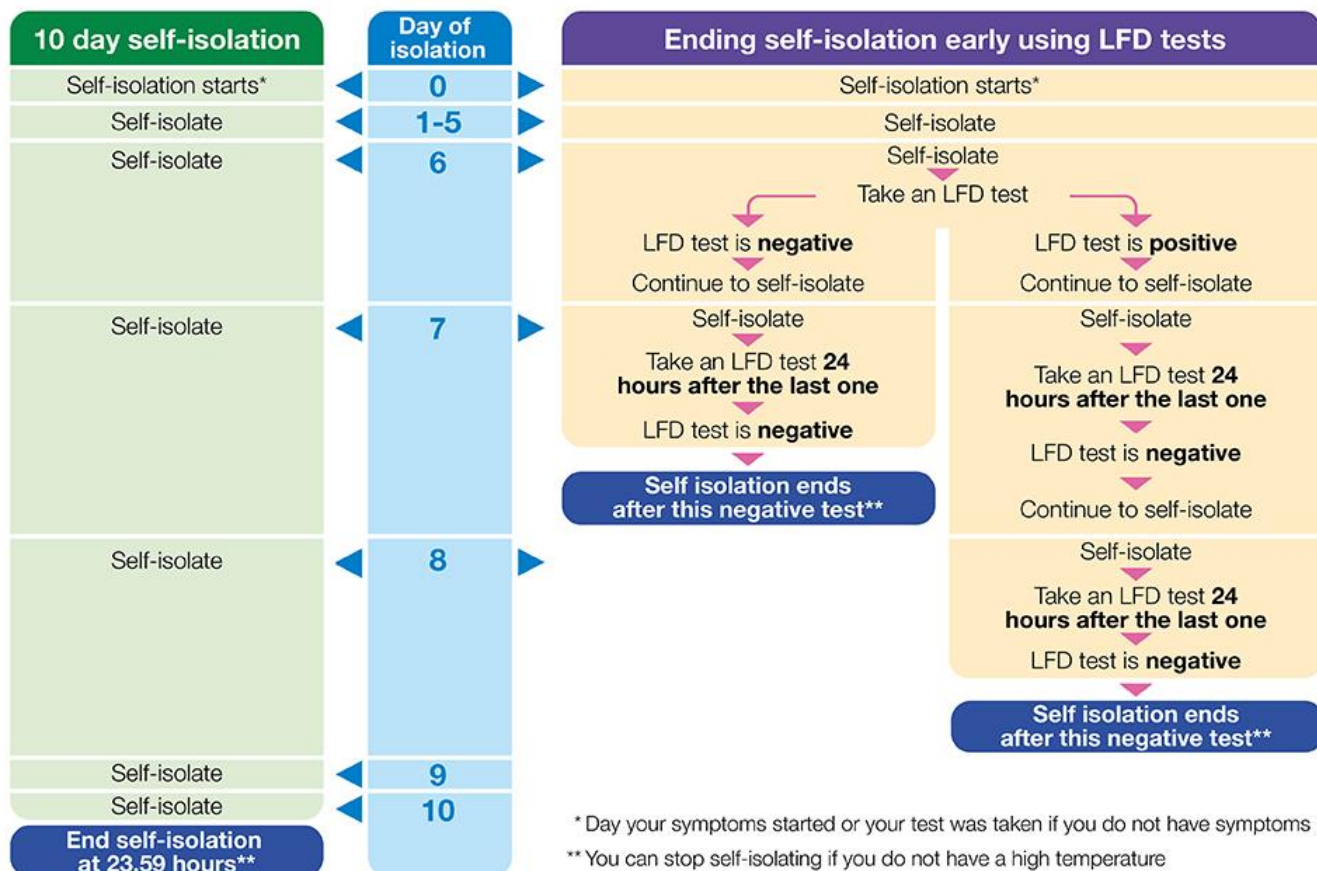 10 day self-isolation
Day of
isolation
Ending self-isolation early using LFD tests
Self-isolation starts*
0
Self-isolation starts*
Self-isolate
1-5
Self-isolate
Self-isolate
6
Self-isolate
Take an LFD test
LFD test is negative
LFD test is positive
Continue to self-isolate
Continue to self-isolate
Self-isolate
7
Self-isolate
Self-isolate
Take an LFD test 24
hours after the last one
Take an LFD test 24
hours after the last one
LFD test is negative
LFD test is negative
Self isolation ends
after this negative test**
Continue to self-isolate
Self-isolate
8
Self-isolate
Take an LFD test 24
hours after the last one
LFD test is negative
Self isolation ends
after this negative test**
Self-isolate
9
Self-isolate
10
End self-isolation
at 23.59 hours**
* Day your symptoms started or your test was taken if you do not have symptoms
** You can stop self-isolating if you do not have a high temperature